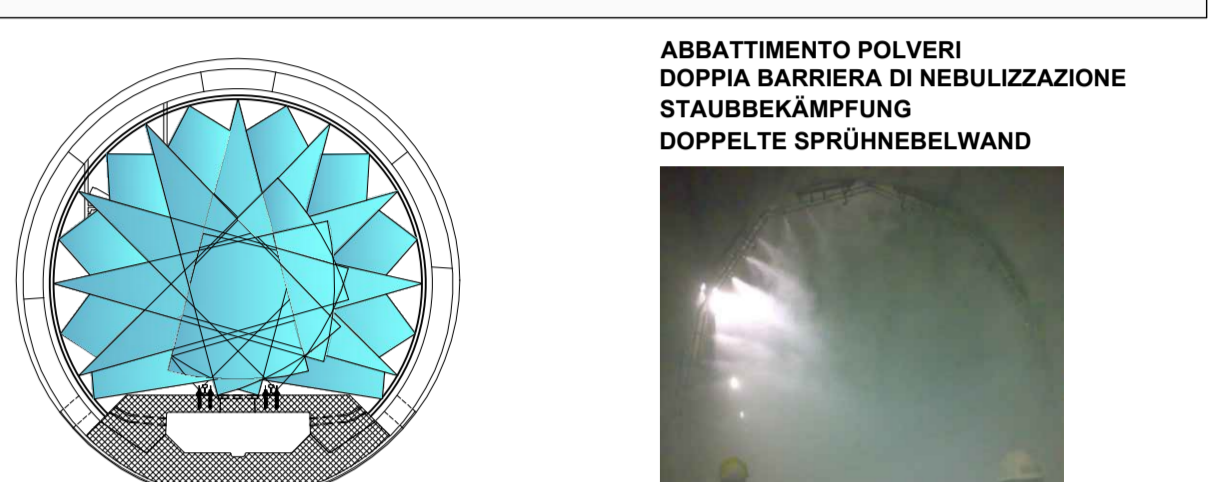 ABBATTIMENTO POLVERI
DOPPIA BARRIERA DI NEBULIZZAZIONE
STAUBBEKÄMPFUNG
DOPPELTE SPRÜHNEBELWAND